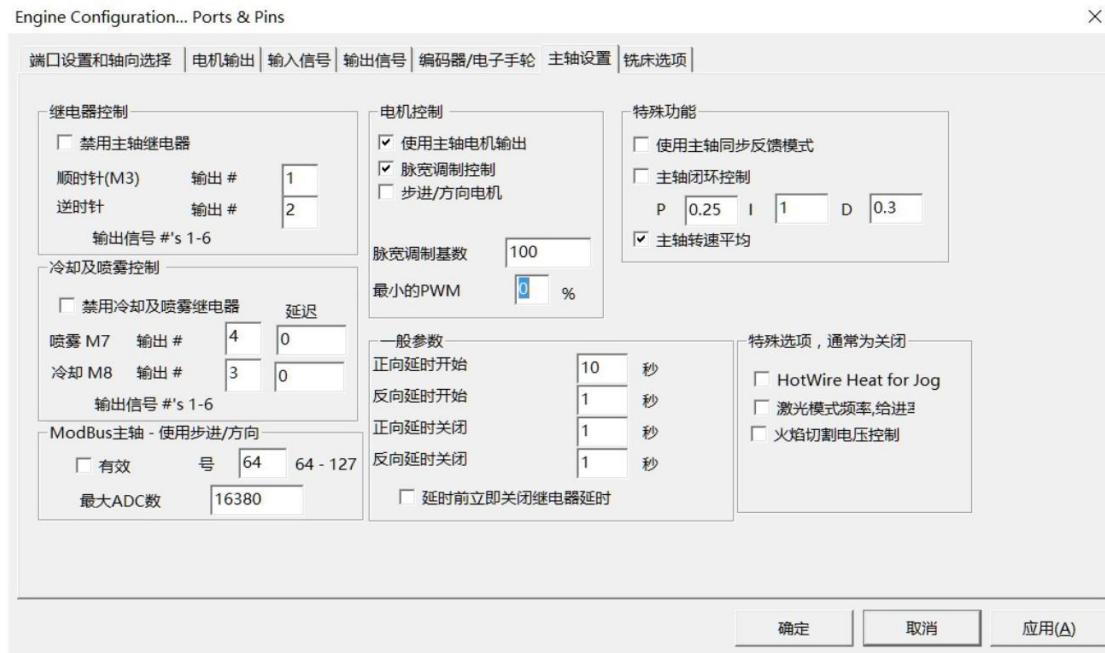 Engine Configuration... Ports & Pins
端口设置和轴向选择 电机输出 输入信号 输出信号 编码器/电子手轮 主轴设置 铣床选项
继电器控制
禁用主轴继电器
顺时针(M3) 输出 # 1
逆时针 输出 # 2
输出信号 #'s 1-6
冷却及喷雾控制
禁用冷却及喷雾继电器 延迟
喷雾 M7 输出 # 4 0
冷却 M8 输出 # 3 0
输出信号 #'s 1-6
ModBus主轴 - 使用步进/方向
有效 号 64 64 - 127
最大ADC数 16380
电机控制
使用主轴电机输出
脉宽调制控制
步进/方向电机
脉宽调制基数 100
最小的PWM 0 %
一般参数
正向延时开始 10 秒
反向延时开始 1 秒
正向延时关闭 1 秒
反向延时关闭 1 秒
延时前立即关闭继电器延时
特殊功能
使用主轴同步反馈模式
主轴闭环控制
P 0.25 I 1 D 0.3
主轴转速平均
特殊选项，通常为关闭
HotWire Heat for Jog
激光模式频率,给进
火焰切割电压控制
确定 取消 应用(A)